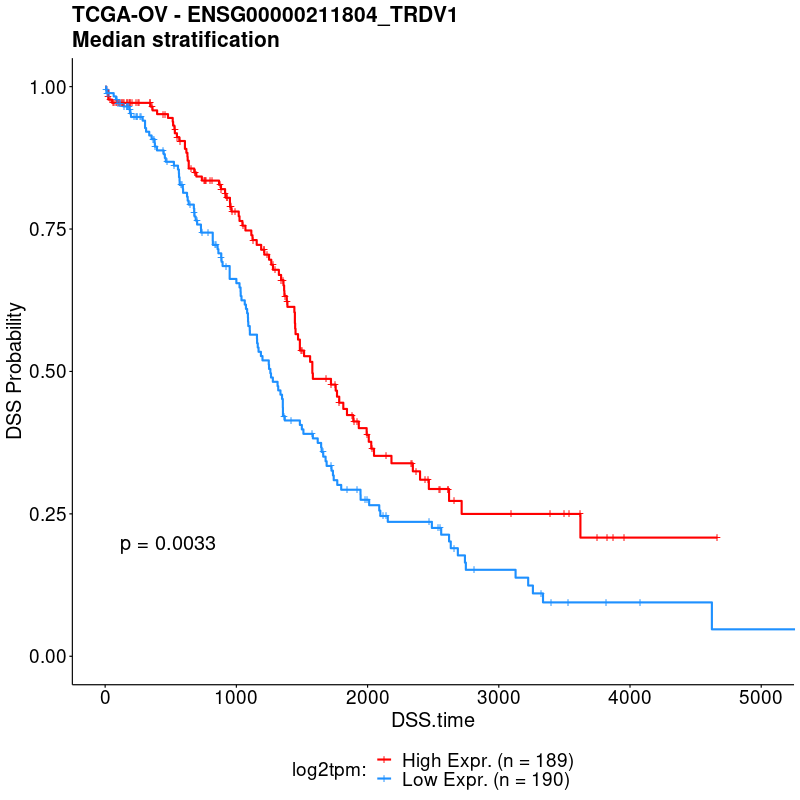 TCGA-OV - ENSG00000211804_TRDV1
Median stratification
DSS Probability
1.00
0.75
0.50
0.25
0.00
p = 0.0033
0 1000 2000 3000 4000 5000
DSS.time
log2tpm:
High Expr. (n = 189)
Low Expr. (n = 190)